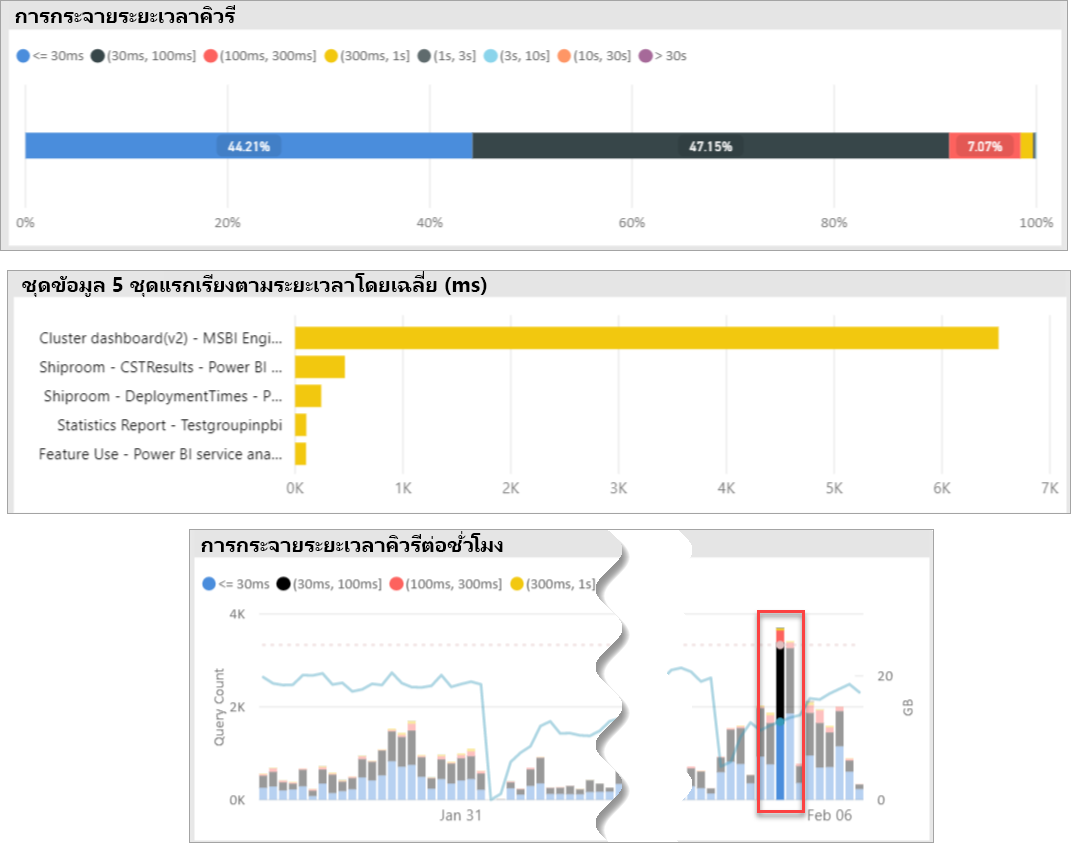 การกระจายระยะเวลาคิวรี
<= 30ms (30ms, 100ms] (100ms, 300ms] (300ms, 1s] (1s, 3s] (3s, 10s] (10s, 30s] > 30s
44.21% 47.15% 7.07%
0% 20% 40% 60% 80% 100%
ชุดข้อมูล 5 ชุดแรกเรียงตามระยะเวลาโดยเฉลี่ย (ms)
Cluster dashboard(v2) - MSBI Engi...
Shiproom - CSTResults - Power BI ...
Shiproom - DeploymentTimes - P...
Statistics Report - Testgroupinpbi
Feature Use - Power BI service ana...
0K 1K 2K 3K 4K 5K 6K 7K
การกระจายระยะเวลาคิวรีต่อชั่วโมง
<= 30ms (30ms, 100ms] (100ms, 300ms] (300ms, 1s]
4K
2K
0K
Query Count
20
0
GB
Jan 31 Feb 06